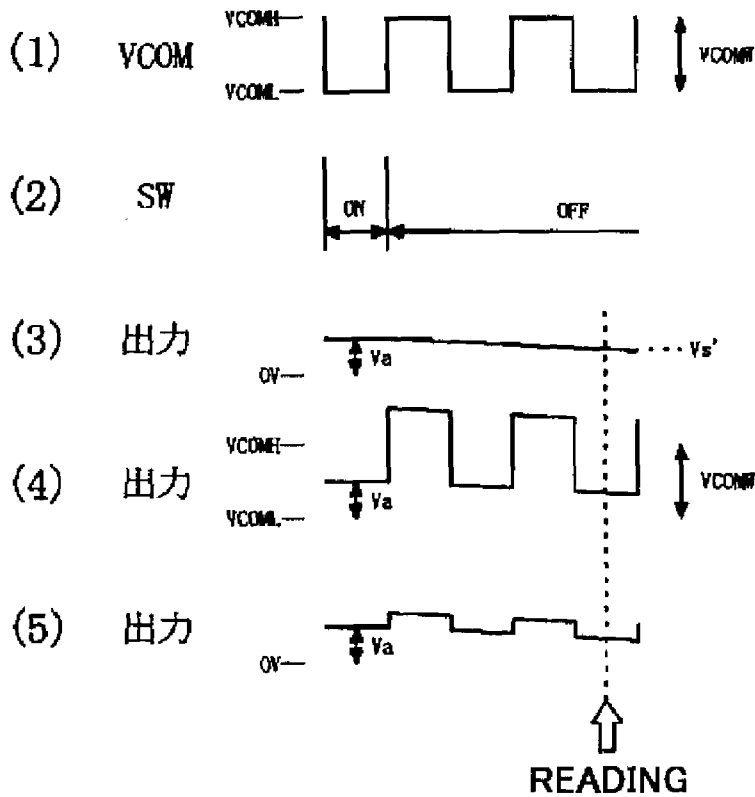 VCOMH
(1) VCOM
VCOMW
VCOML
(2) SW
ON
OFF
(3) 出力
Va
Vs'
0V
VCOMH
(4) 出力
Va
VCOMW
VCOML
(5) 出力
Va
0V
READING